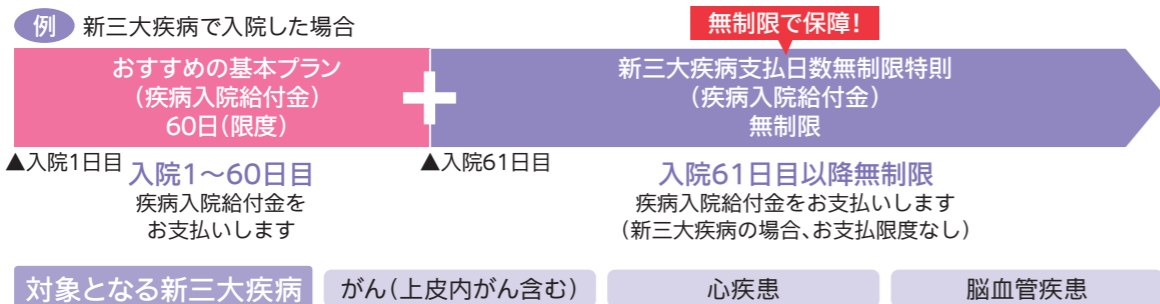 例 新三大疾病で入院した場合
無制限で保障!
おすすめの基本プラン
(疾病入院給付金)
60日(限度)
+
新三大疾病支払日数無制限特則
(疾病入院給付金)
無制限
▲入院1日目
▲入院61日目
入院1〜60日目
疾病入院給付金を
お支払いします
入院61日目以降無制限
疾病入院給付金をお支払いします
(新三大疾病の場合、お支払限度なし)
対象となる新三大疾病
がん(上皮内がん含む)
心疾患
脳血管疾患